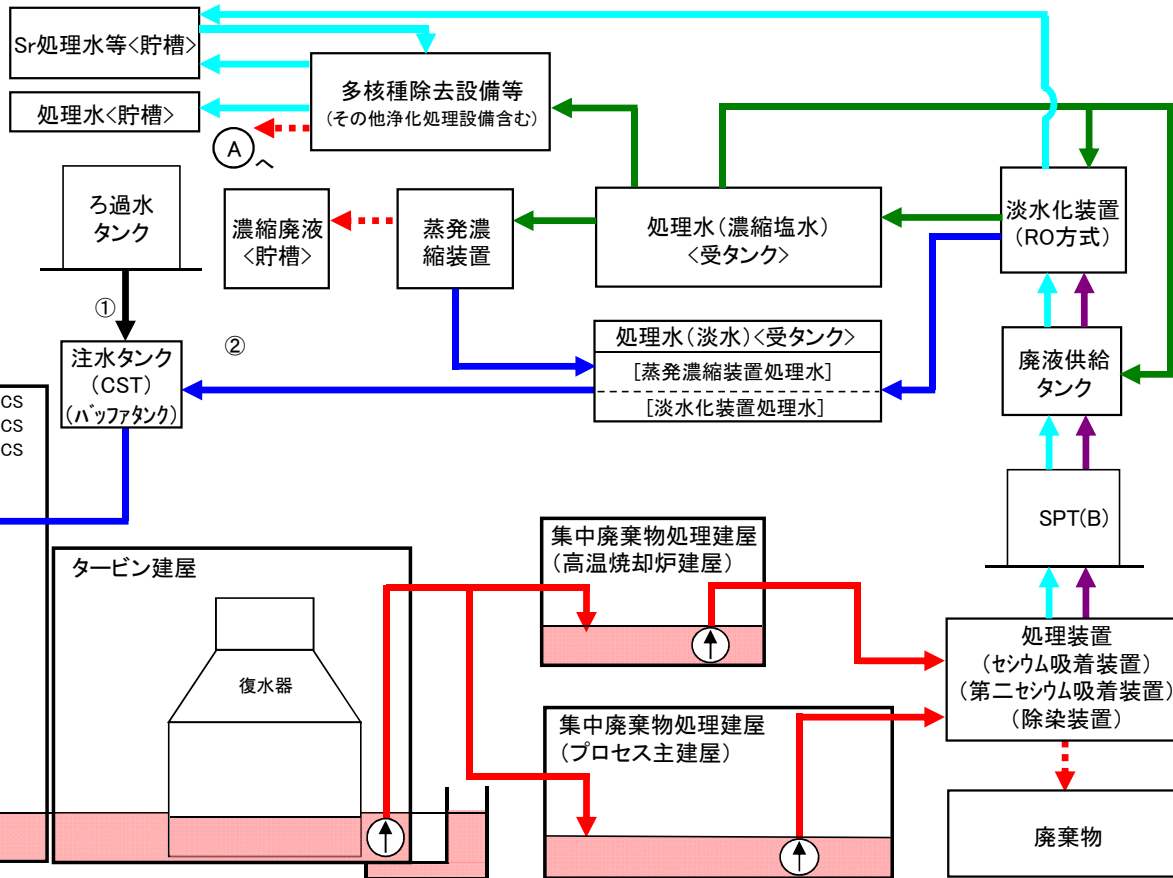 Sr処理水等<貯槽>
処理水<貯槽>
多核種除去設備等
(その他浄化処理設備含む)
A
へ
ろ過水
タンク
濃縮廃液
<貯槽>
蒸発濃
縮装置
処理水(濃縮塩水)
<受タンク>
淡水化装置
(RO方式)
①
②
注水タンク
(CST)
(バッファタンク)
処理水(淡水)<受タンク>
[蒸発濃縮装置処理水]
[淡水化装置処理水]
廃液供給
タンク
CS
CS
CS
SPT(B)
タービン建屋
復水器
集中廃棄物処理建屋
(高温焼却炉建屋)
集中廃棄物処理建屋
(プロセス主建屋)
処理装置
(セシウム吸着装置)
(第二セシウム吸着装置)
(除染装置)
廃棄物